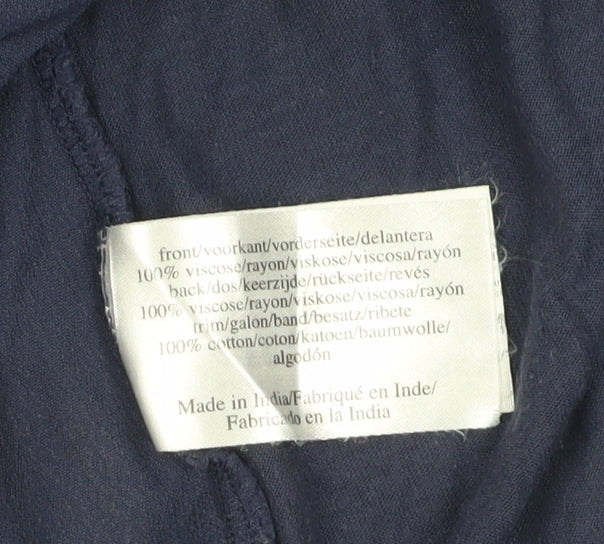 front/voorkant/vorderseite/delantera
100% viscose/rayon/viskose/viscosa/rayón
back/dos/keerzijde/rückseite/revés
100% viscose/rayon/viskose/viscosa/rayón
trim/galon/band/besatz/ribete
100% cotton/coton/katoen/baumwolle/
algodón
Made in India/Fabriqué en Inde/
Fabricado en la India